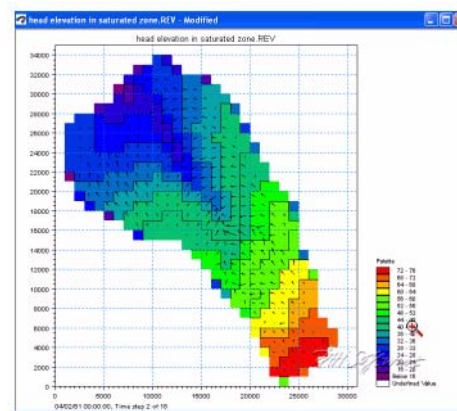 head elevation in saturated zone.REV - Modified
head elevation in saturated zone.REV
34000
32000
30000
28000
26000
24000
22000
20000
18000
16000
14000
12000
10000
8000
6000
4000
2000
0
0
5000
10000
15000
20000
25000
30000
Palette
72 - 76
68 - 72
64 - 68
60 - 64
56 - 60
52 - 56
48 - 52
44 - 48
36 - 40
32 - 36
28 - 32
24 - 28
20 - 24
16 - 20
Below 16
Undefined Value
04/02/81 00:00:00, Time step 2 of 18